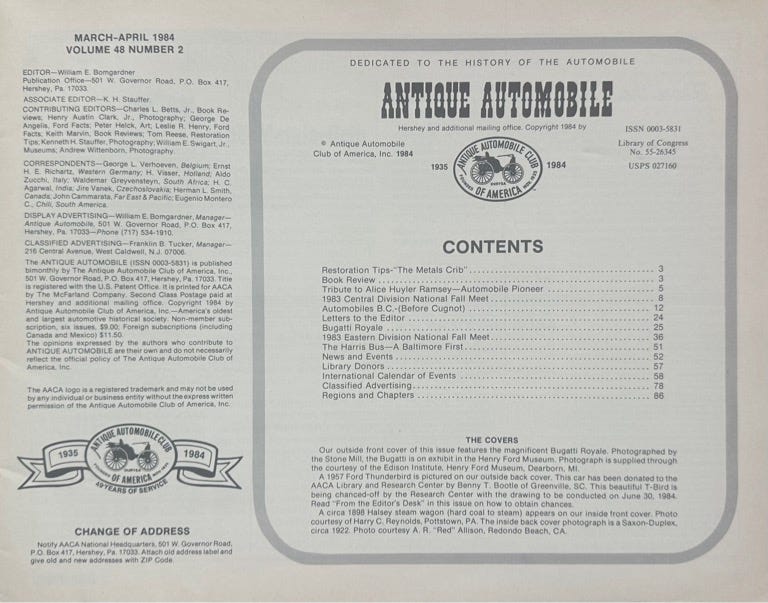 MARCH-APRIL 1984
VOLUME 48 NUMBER 2
EDITOR—William E. Bomgardner
Publication Office—501 W. Governor Road, P.O. Box 417,
Hershey, Pa. 17033.
ASSOCIATE EDITOR—K. H. Stauffer.
CONTRIBUTING EDITORS—Charles L. Betts, Jr., Book Re-
views; Henry Austin Clark, Jr., Photography; George De
Angelis, Ford Facts; Peter Helck, Art; Leslie R. Henry, Ford
Facts; Keith Marvin, Book Reviews; Tom Reese, Restoration
Tips; Kenneth H. Stauffer, Photography; William E. Swigart, Jr.,
Museums; Andrew Wittenborn, Photography.
CORRESPONDENTS—George L. Verhoeven, Belgium; Ernst
H. E. Richartz, Western Germany; H. Visser, Holland; Aldo
Zucchi, Italy; Waldemar Greyvensteyn, South Africa; H. C.
Agarwal, India; Jire Vanek, Czechoslovakia; Herman L. Smith,
Canada; John Cammarata, Far East & Pacific; Eugenio Montero
C., Chili, South America.
DISPLAY ADVERTISING—William E. Bomgardner, Manager—
Antique Automobile, 501 W. Governor Road, P.O. Box 417,
Hershey, Pa. 17033—Phone (717) 534-1910.
CLASSIFIED ADVERTISING—Franklin B. Tucker, Manager—
216 Central Avenue, West Caldwell, N.J. 07006.
The ANTIQUE AUTOMOBILE (ISSN 0003-5831) is published
bimonthly by The Antique Automobile Club of America, Inc.,
501 W. Governor Road, P.O. Box 417, Hershey, Pa. 17033. Title
is registered with the U.S. Patent Office. It is printed for AACA
by The McFarland Company. Second Class Postage paid at
Hershey and additional mailing office. Copyright 1984 by
Antique Automobile Club of America, Inc.—America's oldest
and largest automotive historical society. Non-member sub-
scription, six issues, $9.00; Foreign subscriptions (including
Canada and Mexico) $11.50.
The opinions expressed by the authors who contribute to
ANTIQUE AUTOMOBILE are their own and do not necessarily
reflect the official policy of The Antique Automobile Club of
America, Inc.
The AACA logo is a registered trademark and may not be used
by any individual or business entity without the express written
permission of the Antique Automobile Club of America, Inc.
ANTIQUE AUTOMOBILE CLUB
1935 1984
FOUNDED DURYEA NOV. 1935
OF AMERICA
49 YEARS OF SERVICE
CHANGE OF ADDRESS
Notify AACA National Headquarters, 501 W. Governor Road,
P.O. Box 417, Hershey, Pa. 17033. Attach old address label and
give old and new addresses with ZIP Code.
DEDICATED TO THE HISTORY OF THE AUTOMOBILE
ANTIQUE AUTOMOBILE
Hershey and additional mailing office. Copyright 1984 by
© Antique Automobile
Club of America, Inc. 1984
1935 1984
ANTIQUE AUTOMOBILE CLUB
FOUNDED DURYEA NOV. 1935
OF AMERICA
ISSN 0003-5831
Library of Congress
No. 55-26345
USPS 027160
CONTENTS
Restoration Tips-"The Metals Crib" 3
Book Review 3
Tribute to Alice Huyler Ramsey—Automobile Pioneer 5
1983 Central Division National Fall Meet 8
Automobiles B.C.-(Before Cugnot) 12
Letters to the Editor 24
Bugatti Royale 25
1983 Eastern Division National Fall Meet 36
The Harris Bus—A Baltimore First 51
News and Events 52
Library Donors 57
International Calendar of Events 58
Classified Advertising 78
Regions and Chapters 86
THE COVERS
Our outside front cover of this issue features the magnificent Bugatti Royale. Photographed by
the Stone Mill, the Bugatti is on exhibit in the Henry Ford Museum. Photograph is supplied through
the courtesy of the Edison Institute, Henry Ford Museum, Dearborn, MI.
A 1957 Ford Thunderbird is pictured on our outside back cover. This car has been donated to the
AACA Library and Research Center by Benny T. Bootle of Greenville, SC. This beautiful T-Bird is
being chanced-off by the Research Center with the drawing to be conducted on June 30, 1984.
Read "From the Editor's Desk" in this issue on how to obtain chances.
A circa 1898 Halsey steam wagon (hard coal to steam) appears on our inside front cover. Photo
courtesy of Harry C. Reynolds, Pottstown, PA. The inside back cover photograph is a Saxon-Duplex,
circa 1922. Photo courtesy A. R. "Red" Allison, Redondo Beach, CA.